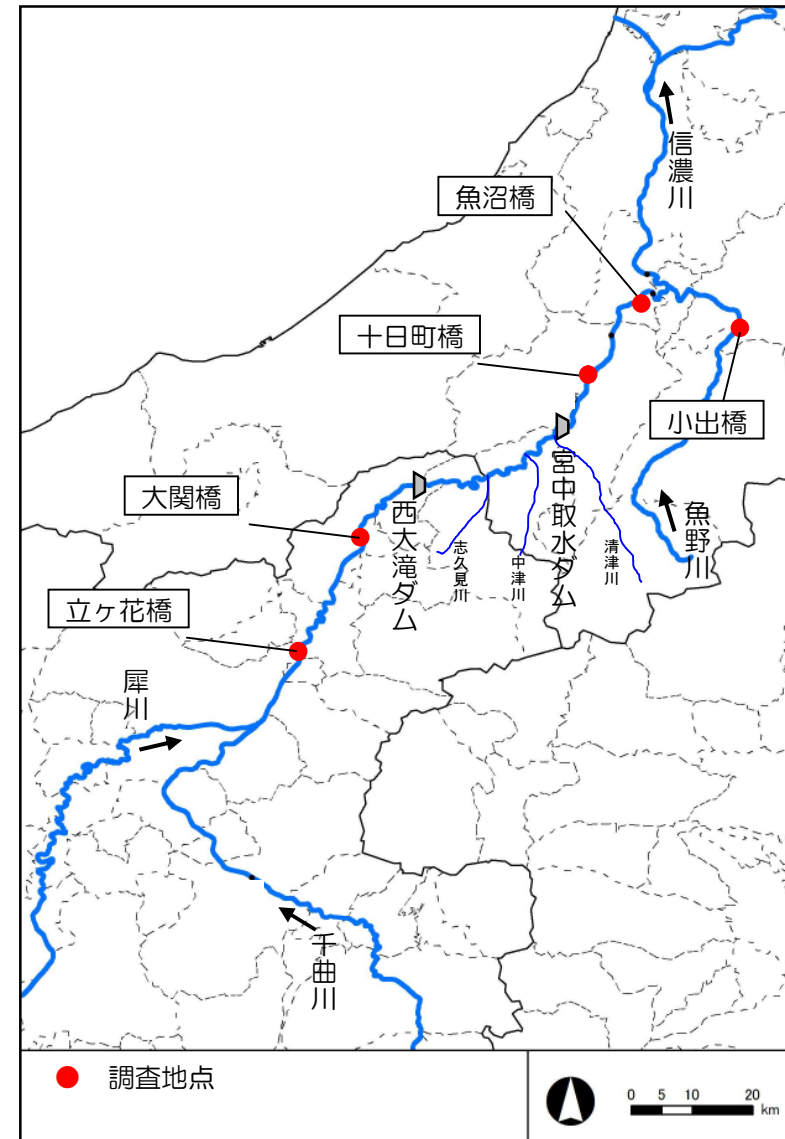 信濃川
魚沼橋
十日町橋
小出橋
宮中取水ダム
大関橋
西大滝ダム
志久見川
中津川
清津川
魚野川
立ヶ花橋
犀川
千曲川
調査地点
0 5 10 20
km